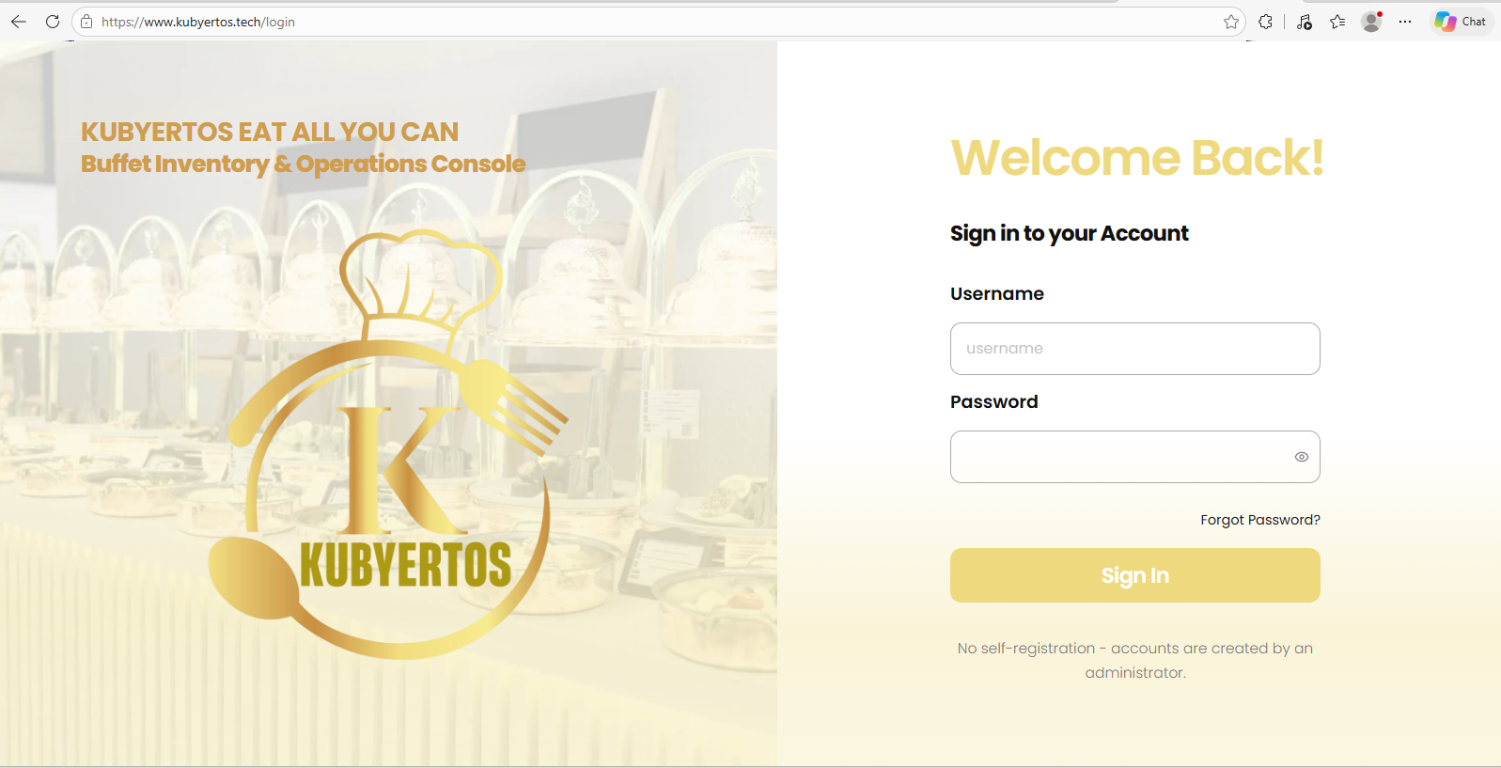 https://www.kubyertos.tech/login
Chat
KUBYERTOS EAT ALL YOU CAN
Buffet Inventory & Operations Console
K
KUBYERTOS
Welcome Back!
Sign in to your Account
Username
username
Password
Forgot Password?
Sign In
No self-registration - accounts are created by an
administrator.